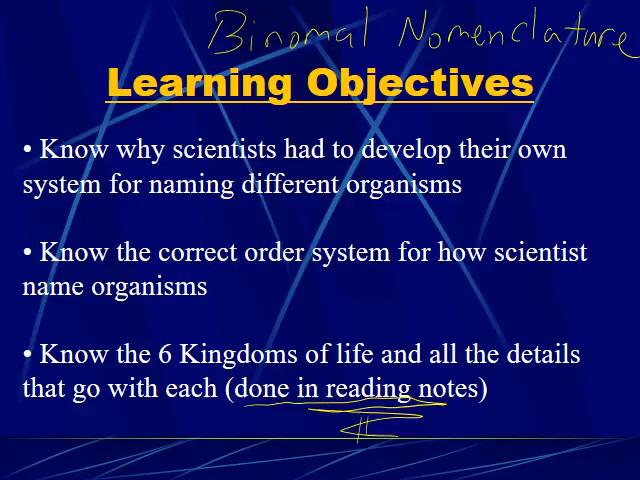 Binomal Nomenclature
Learning Objectives
• Know why scientists had to develop their own
system for naming different organisms
• Know the correct order system for how scientist
name organisms
• Know the 6 Kingdoms of life and all the details
that go with each (done in reading notes)